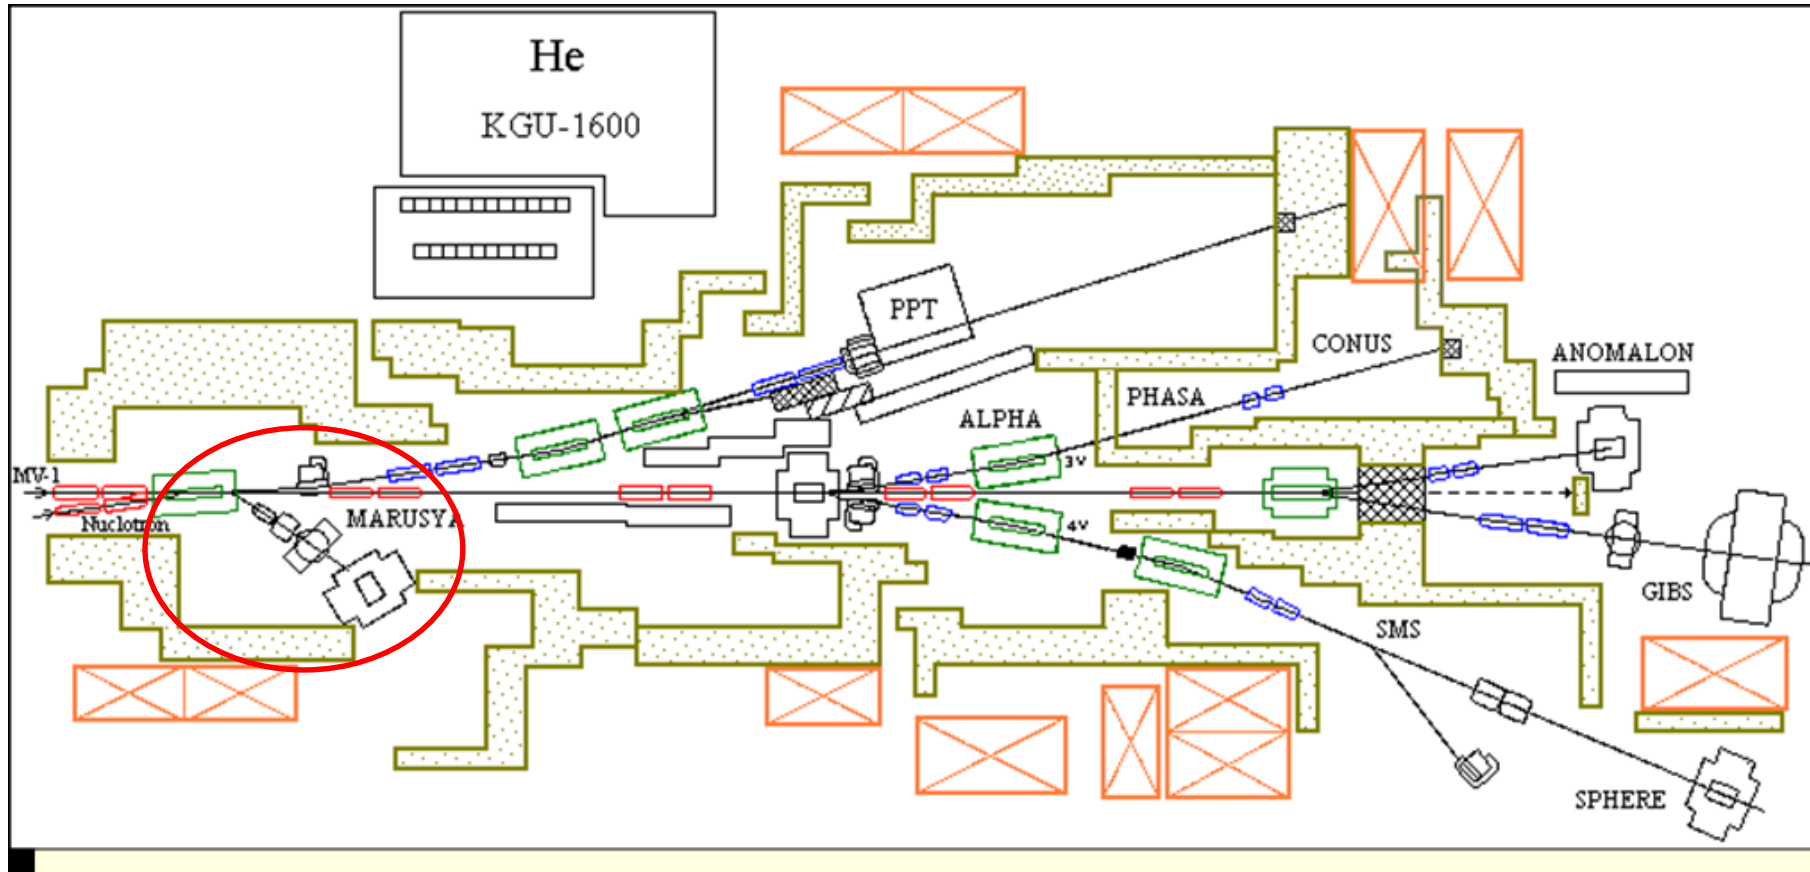 He
KGU-1600
PPT
CONUS
ANOMALON
PHASA
ALPHA
3V
MV-1
MARUSYA
Nuclotron
4V
GIBS
SMS
SPHERE